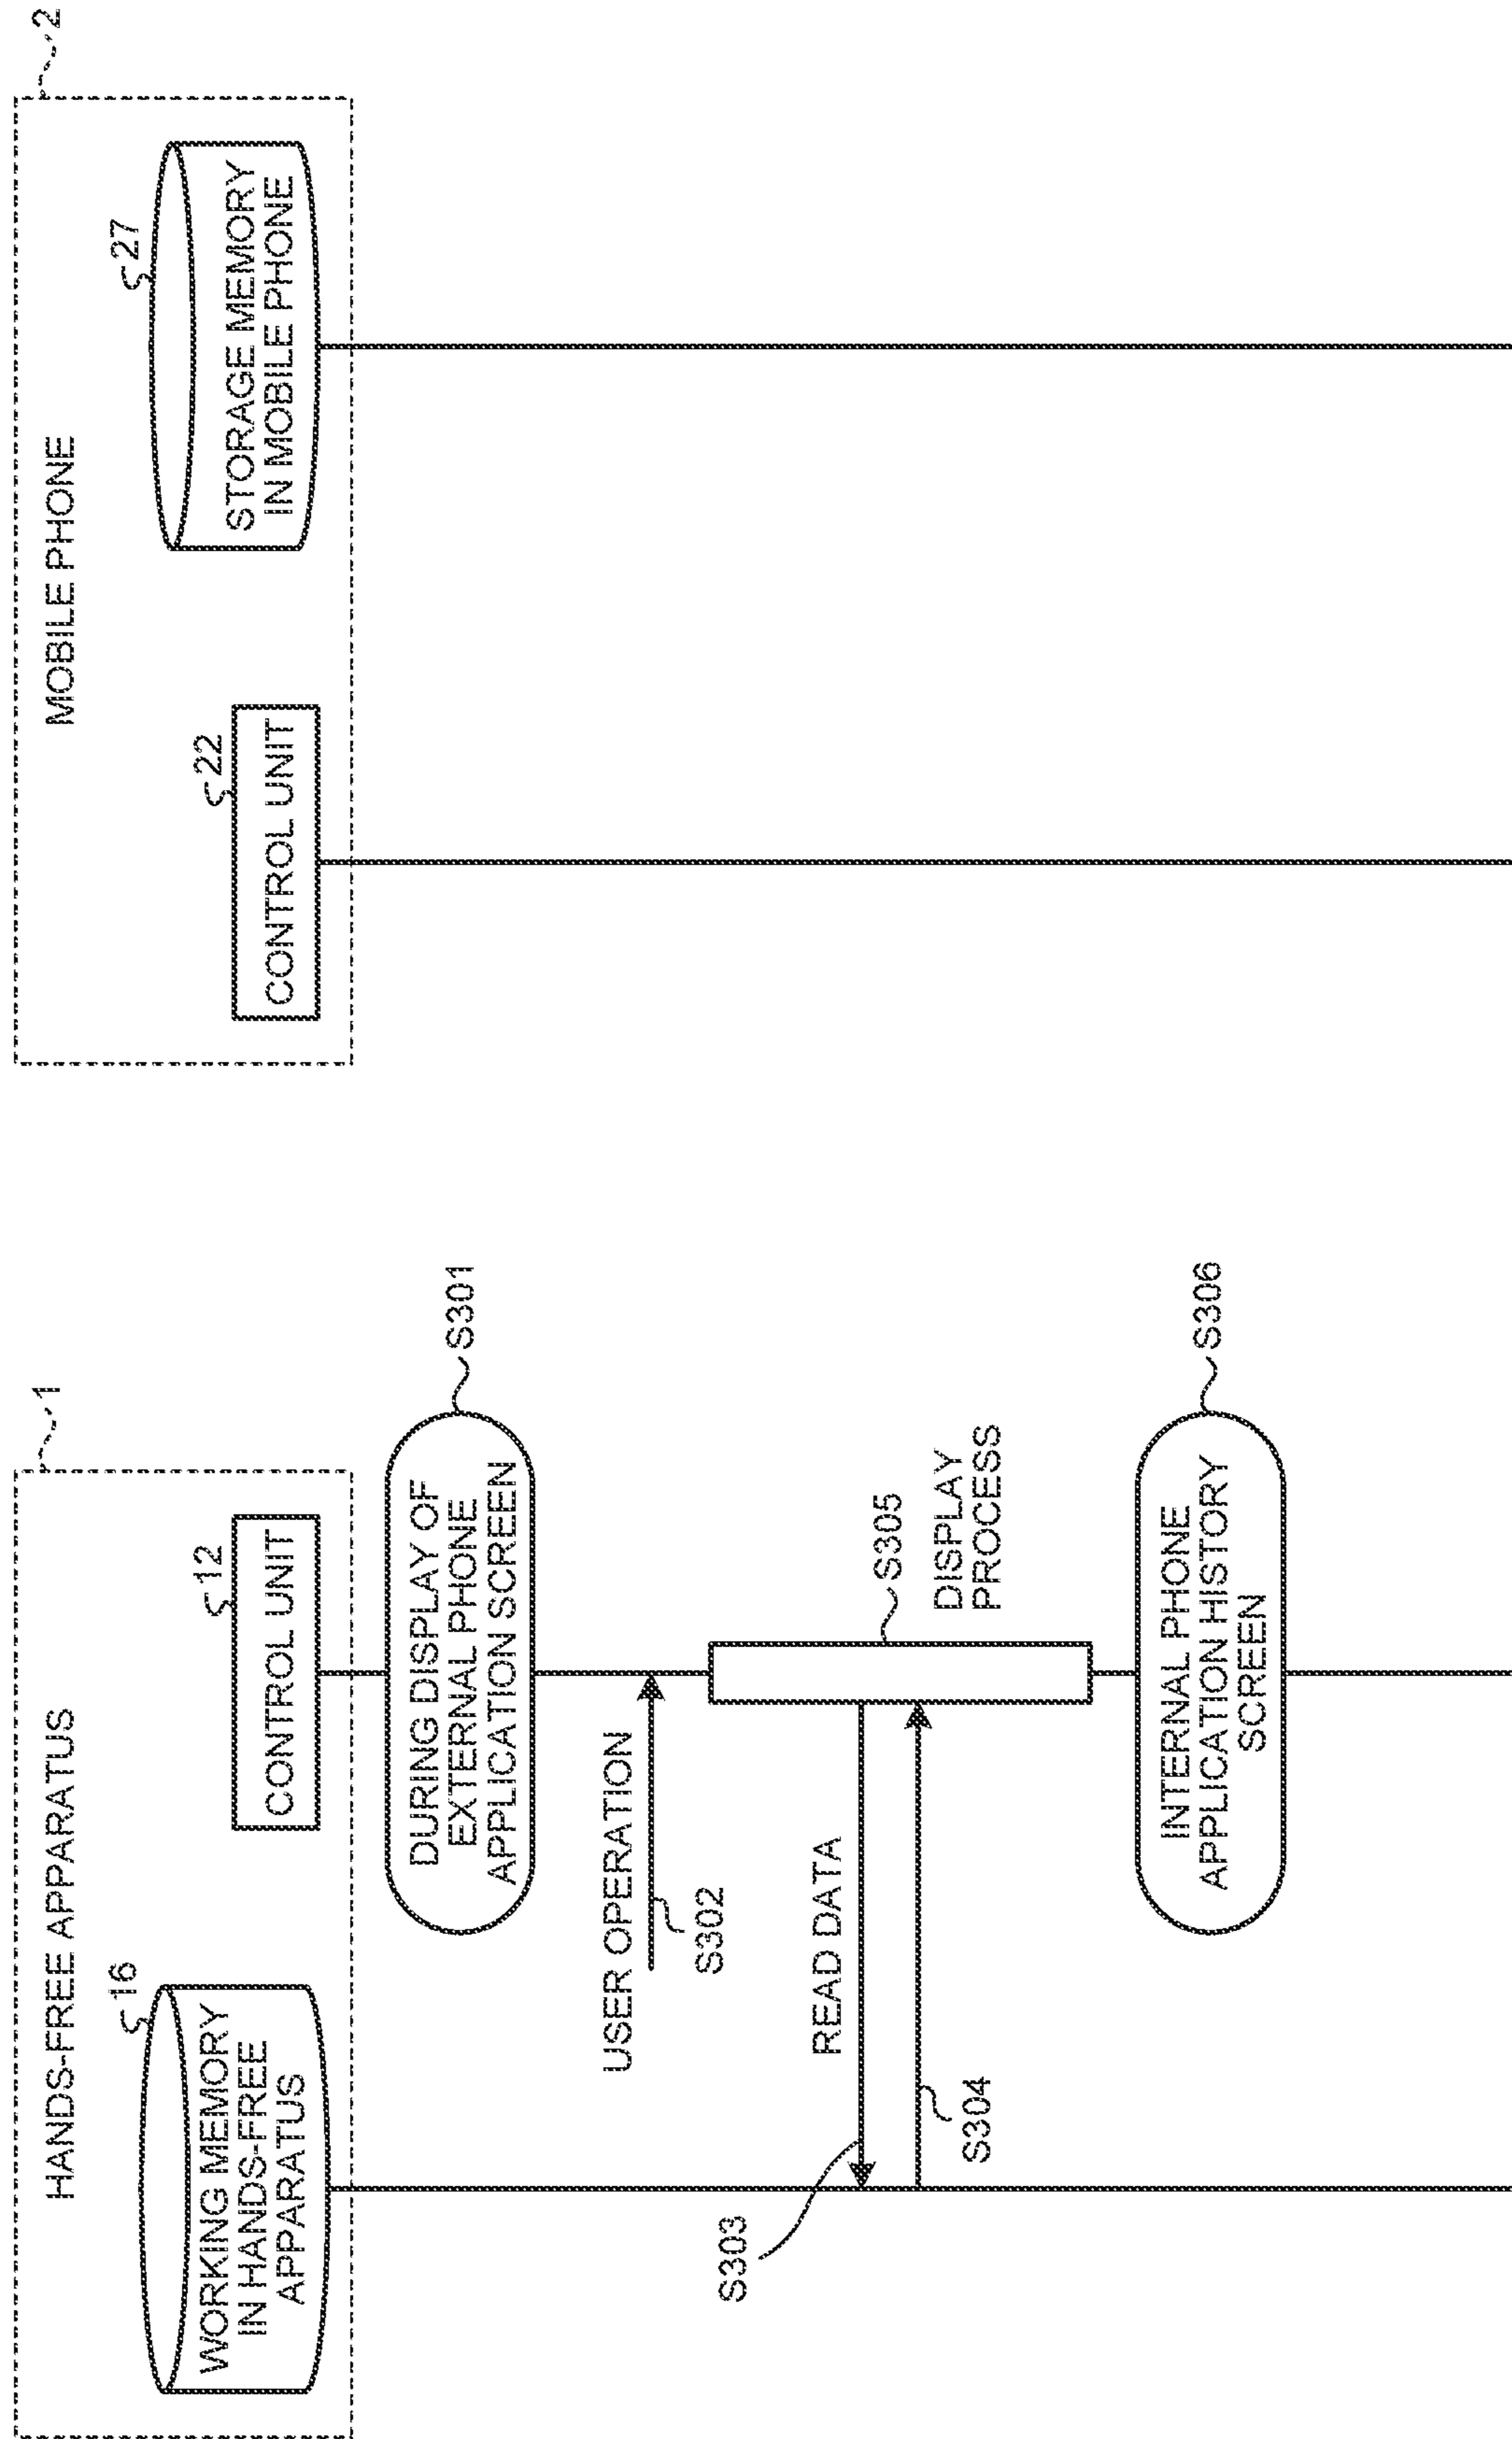 HANDS-FREE APPARATUS
1
16
WORKING MEMORY
IN HANDS-FREE
APPARATUS
12
CONTROL UNIT
MOBILE PHONE
2
22
CONTROL UNIT
27
STORAGE MEMORY
IN MOBILE PHONE
DURING DISPLAY OF
EXTERNAL PHONE
APPLICATION SCREEN
S301
USER OPERATION
S302
S303
READ DATA
S304
S305
DISPLAY
PROCESS
INTERNAL PHONE
APPLICATION HISTORY
SCREEN
S306